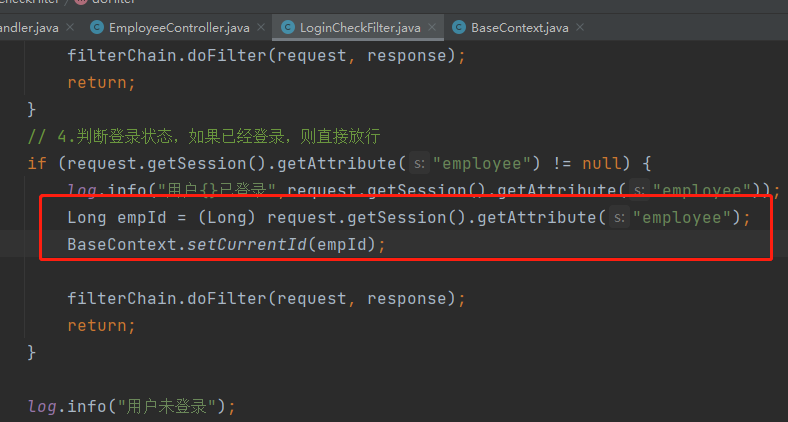 doFilter
andler.java × EmployeeController.java × LoginCheckFilter.java × BaseContext.java ×
filterChain.doFilter(request, response);
return;
}
// 4.判断登录状态，如果已经登录，则直接放行
if (request.getSession().getAttribute( s: "employee") != null) {
log.info("用户{}已登录",request.getSession().getAttribute( s: "employee"));
Long empId = (Long) request.getSession().getAttribute( s: "employee");
BaseContext.setCurrentId(empId);
filterChain.doFilter(request, response);
return;
}
log.info("用户未登录");